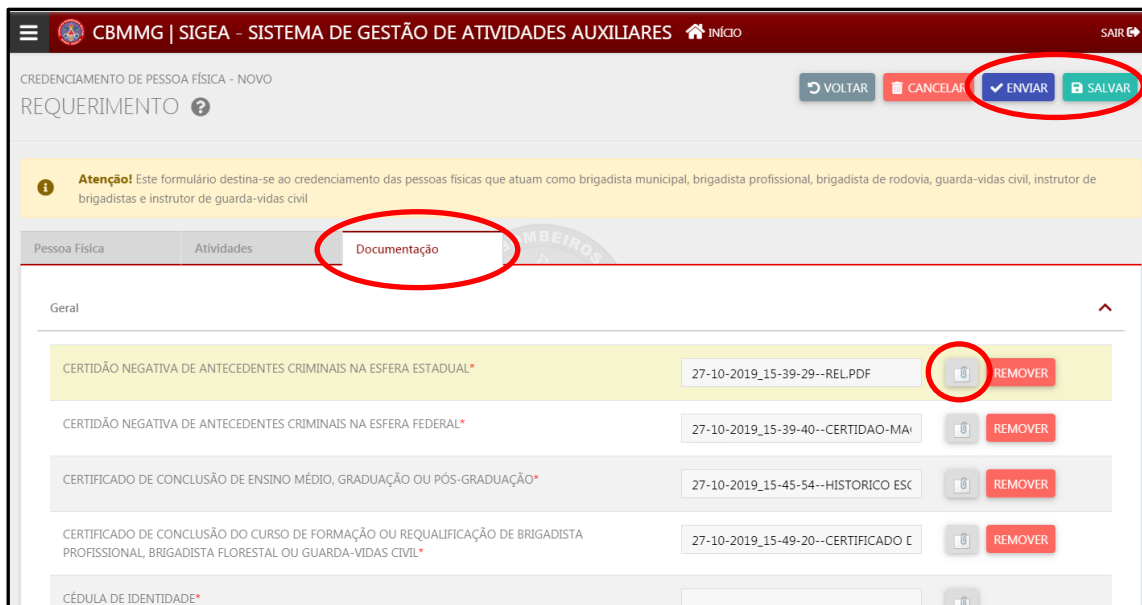 CBMMG | SIGEA - SISTEMA DE GESTÃO DE ATIVIDADES AUXILIARES INÍCIO SAIR
CREDENCIAMENTO DE PESSOA FÍSICA - NOVO
REQUERIMENTO
VOLTAR CANCELAR ENVIAR SALVAR
Atenção! Este formulário destina-se ao credenciamento das pessoas físicas que atuam como brigadista municipal, brigadista profissional, brigadista de rodovia, guarda-vidas civil, instrutor de
brigadistas e instrutor de guarda-vidas civil
Pessoa Física Atividades Documentação
Geral
CERTIDÃO NEGATIVA DE ANTECEDENTES CRIMINAIS NA ESFERA ESTADUAL* 27-10-2019_15-39-29--REL.PDF REMOVER
CERTIDÃO NEGATIVA DE ANTECEDENTES CRIMINAIS NA ESFERA FEDERAL* 27-10-2019_15-39-40--CERTIDAO-MA REMOVER
CERTIFICADO DE CONCLUSÃO DE ENSINO MÉDIO, GRADUAÇÃO OU PÓS-GRADUAÇÃO* 27-10-2019_15-45-54--HISTORICO ESC REMOVER
CERTIFICADO DE CONCLUSÃO DO CURSO DE FORMAÇÃO OU REQUALIFICAÇÃO DE BRIGADISTA
PROFISSIONAL, BRIGADISTA FLORESTAL OU GUARDA-VIDAS CIVIL* 27-10-2019_15-49-20--CERTIFICADO D REMOVER
CÉDULA DE IDENTIDADE*